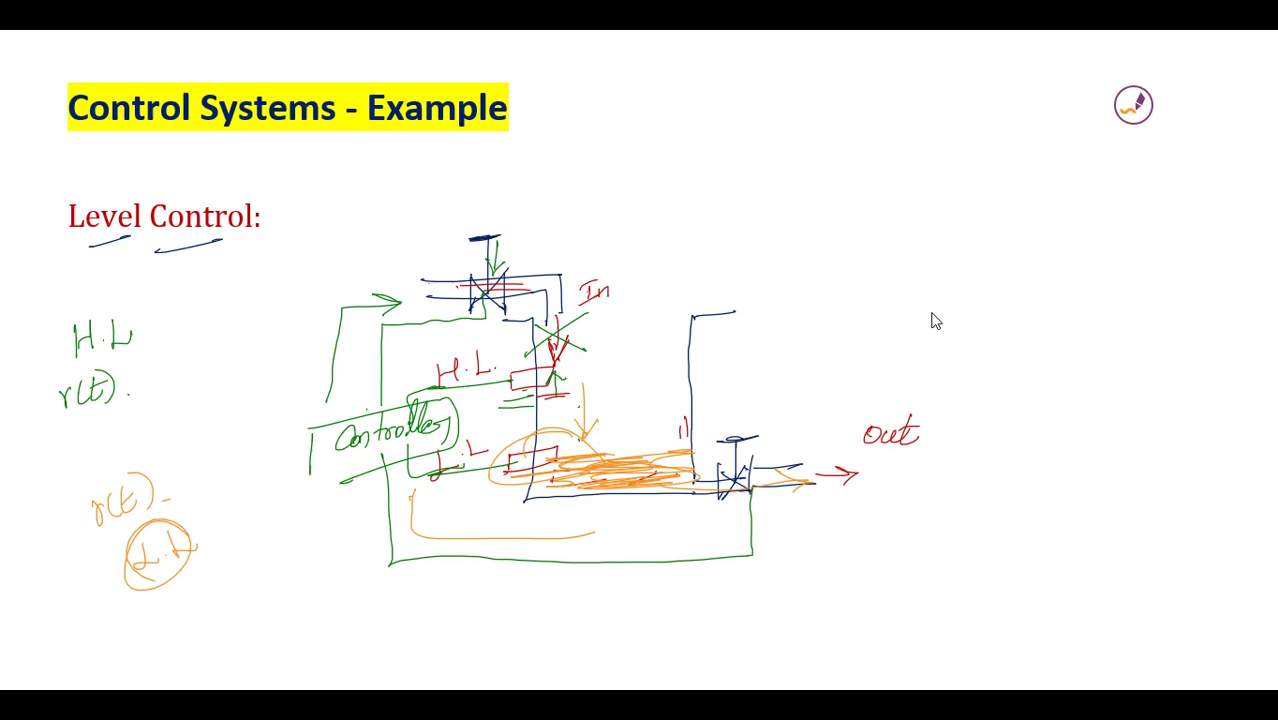 Control Systems - Example
Level Control:
In
H.L
H.L.
r(t).
Controller
L.L
Out
r(t)-
L.L